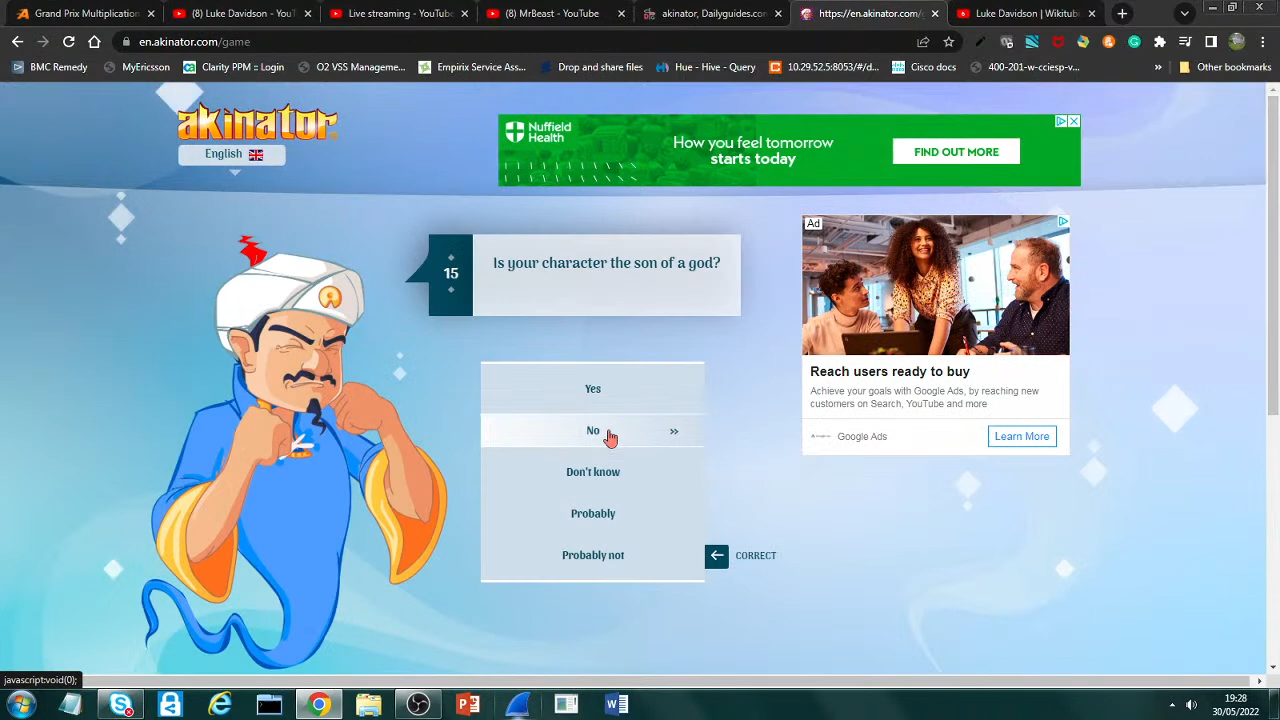 Grand Prix Multiplication
(8) Luke Davidson - YouTube
Live streaming - YouTube
(8) MrBeast - YouTube
akinator, Dailyguides.com
https://en.akinator.com/g
Luke Davidson | Wikitube
en.akinator.com/game
BMC Remedy
MyEricsson
Clarity PPM :: Login
O2 VSS Manageme...
Empirix Service Ass...
Drop and share files
Hue - Hive - Query
10.29.52.5:8053/#/d...
Cisco docs
400-201-w-cciesp-v...
»
Other bookmarks
akinator
English
Nuffield
Health
How you feel tomorrow
starts today
FIND OUT MORE
15
Is your character the son of a god?
Yes
No
Don't know
Probably
Probably not
CORRECT
Ad
Reach users ready to buy
Achieve your goals with Google Ads, by reaching new
customers on Search, YouTube and more
Google Ads
Learn More
javascript:void(0);
19:28
30/05/2022